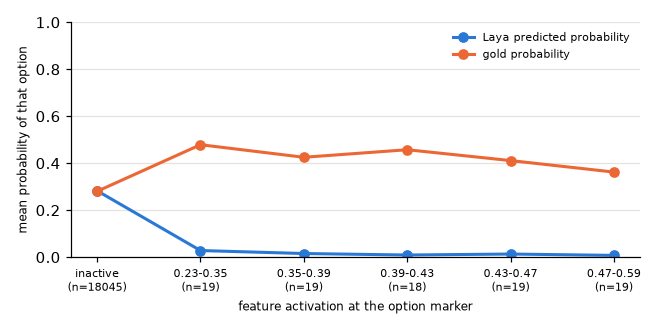 1.0
0.8
0.6
0.4
0.2
0.0
mean probability of that option
Laya predicted probability
gold probability
inactive
(n=18045)
0.23-0.35
(n=19)
0.35-0.39
(n=19)
0.39-0.43
(n=18)
0.43-0.47
(n=19)
0.47-0.59
(n=19)
feature activation at the option marker